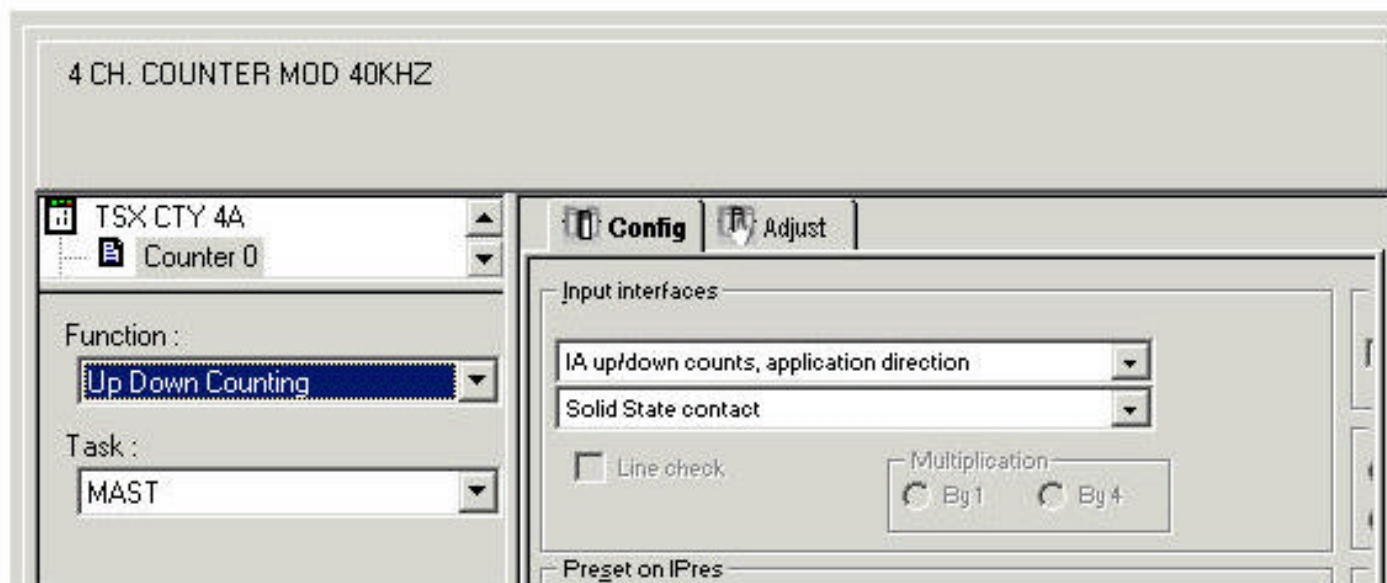 4 CH. COUNTER MOD 40KHZ
TSX CTY 4A
Counter 0
Function :
Up Down Counting
Task :
MAST
Config
Adjust
Input interfaces
IA up/down counts, application direction
Solid State contact
Line check
Multiplication
By 1
By 4
Preset on IPres